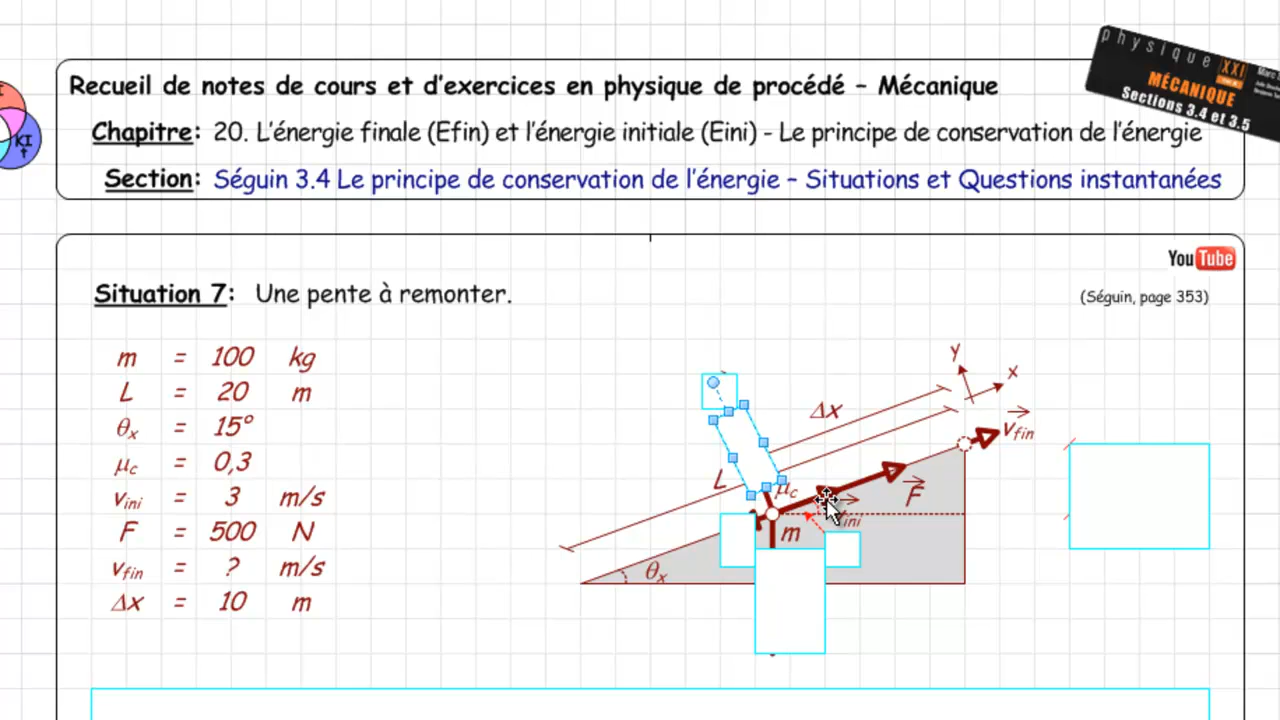 physique XXI
MÉCANIQUE
Sections 3.4 et 3.5
KI
Recueil de notes de cours et d'exercices en physique de procédé – Mécanique
Chapitre: 20. L'énergie finale (Efin) et l'énergie initiale (Eini) - Le principe de conservation de l'énergie
Section: Séguin 3.4 Le principe de conservation de l'énergie – Situations et Questions instantanées
YouTube
Situation 7: Une pente à remonter.
(Séguin, page 353)
m = 100 kg
L = 20 m
θx = 15°
μc = 0,3
vini = 3 m/s
F = 500 N
vfin = ? m/s
Δx = 10 m
y
x
Δx
vfin
L
μc
F
ini
m
θx